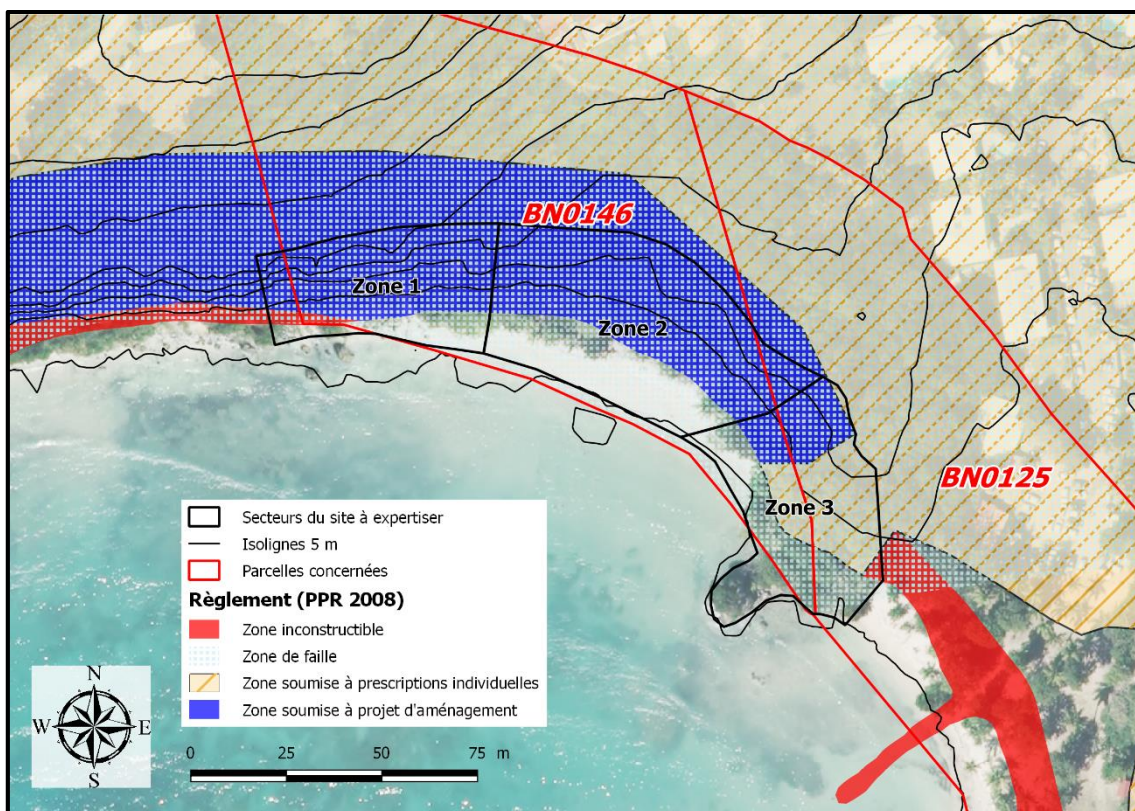 BN0146
Zone 1
Zone 2
BN0125
Zone 3
Secteurs du site à expertiser
Isolignes 5 m
Parcelles concernées
Règlement (PPR 2008)
Zone inconstructible
Zone de faille
Zone soumise à prescriptions individuelles
Zone soumise à projet d'aménagement
N
W E
S
0 25 50 75 m